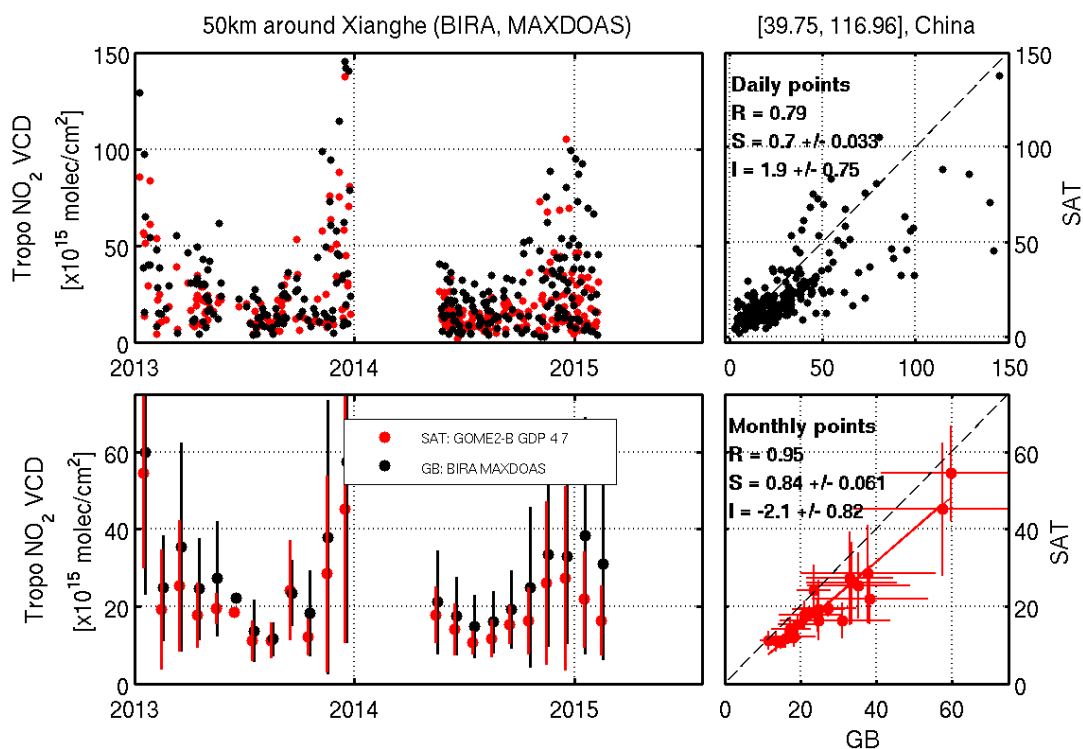 50km around Xianghe (BIRA, MAXDOAS)
[39.75, 116.96], China
Tropo NO2 VCD
[x10^15 molec/cm^2]
150
100
50
0
2013
2014
2015
Daily points
R = 0.79
S = 0.7 +/- 0.033
I = 1.9 +/- 0.75
150
100
50
0
SAT
0
50
100
150
Tropo NO2 VCD
[x10^15 molec/cm^2]
60
40
20
0
2013
2014
2015
SAT: GOME2-B GDP 4.7
GB: BIRA MAXDOAS
Monthly points
R = 0.95
S = 0.84 +/- 0.061
I = -2.1 +/- 0.82
60
40
20
0
SAT
0
20
40
60
GB